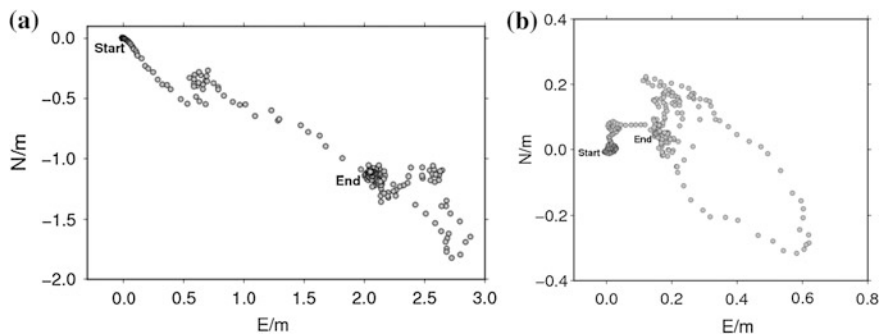 (a)
0.0
Start
−0.5
N/m
−1.0
End
−1.5
−2.0
0.0 0.5 1.0 1.5 2.0 2.5 3.0
E/m
(b)
0.4
0.2
N/m
Start
End
0.0
−0.2
−0.4
0.0 0.2 0.4 0.6 0.8
E/m